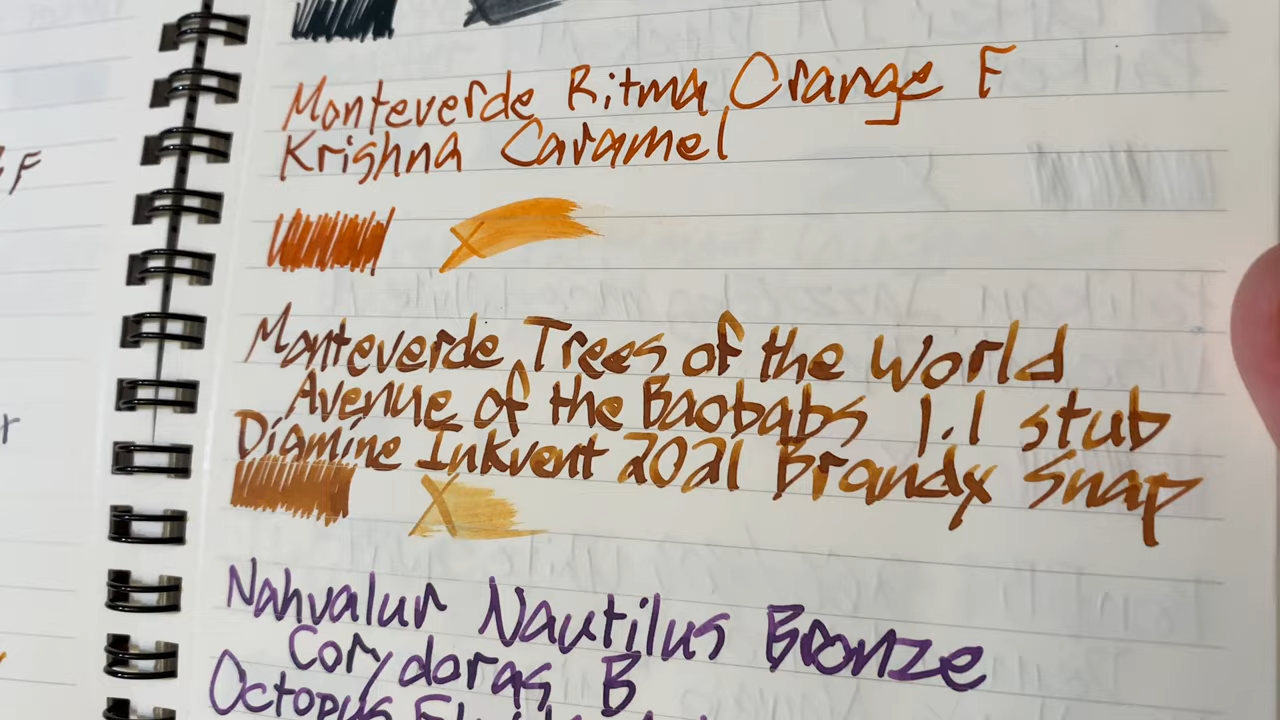 F
Monteverde Ritma Orange F
Krishna Caramel
Monteverde Trees of the World
Avenue of the Baobabs 1.1 stub
Diamine Inkvent 2021 Brandy Snap
Nahvalur Nautilus Bronze
Corydoras B
Octopus